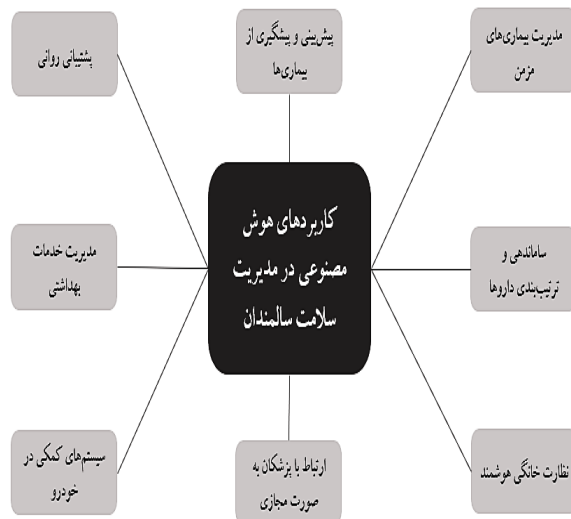 مدیریت بیماری‌های
مزمن
پیش‌بینی و پیشگیری از
بیماری‌ها
پشتیبانی روانی
کاربردهای هوش
مصنوعی در مدیریت
سلامت سالمندان
ساماندهی و
ترتیب‌بندی داروها
مدیریت خدمات
بهداشتی
نظارت خانگی هوشمند
ارتباط با پزشکان به
صورت مجازی
سیستم‌های کمکی در
خودرو